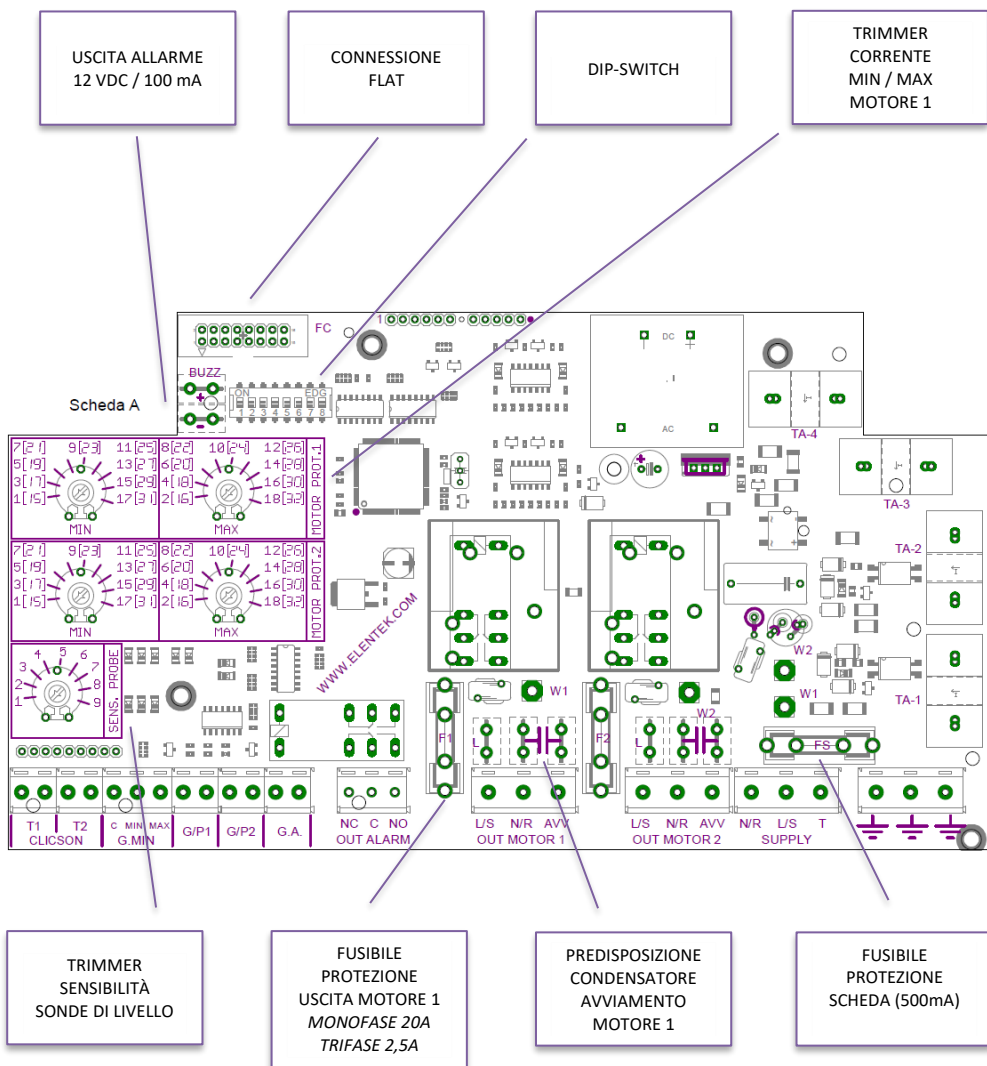 USCITA ALLARME
12 VDC / 100 mA
CONNESSIONE
FLAT
DIP-SWITCH
TRIMMER
CORRENTE
MIN / MAX
MOTORE 1
Scheda A
FC
1
BUZZ
+
-
ON EDG
1 2 3 4 5 6 7 8
DC
+
AC
TA-4
TA-3
TA-2
TA-1
7[21] 9[23] 11[25]
5[19] 13[27]
3[17] 15[29]
1[15] 17[31]
MIN
8[22] 10[24] 12[26]
6[20] 14[28]
4[18] 16[30]
2[16] 18[32]
MAX
MOTOR PROT.1
7[21] 9[23] 11[25]
5[19] 13[27]
3[17] 15[29]
1[15] 17[31]
MIN
8[22] 10[24] 12[26]
6[20] 14[28]
4[18] 16[30]
2[16] 18[32]
MAX
MOTOR PROT.2
1 2 3 4 5 6 7 8 9
SENS. PROBE
WWW.ELENTEK.COM
W1
W2
W2
W1
F1
L
F2
L
FS
T1 T2
CLICSON
C MIN MAX
G.MIN
G/P1
G/P2
G.A.
NC C NO
OUT ALARM
L/S N/R AVV
OUT MOTOR 1
L/S N/R AVV
OUT MOTOR 2
N/R L/S T
SUPPLY
TRIMMER
SENSIBILITÀ
SONDE DI LIVELLO
FUSIBILE
PROTEZIONE
USCITA MOTORE 1
MONOFASE 20A
TRIFASE 2,5A
PREDISPOSIZIONE
CONDENSATORE
AVVIAMENTO
MOTORE 1
FUSIBILE
PROTEZIONE
SCHEDA (500mA)